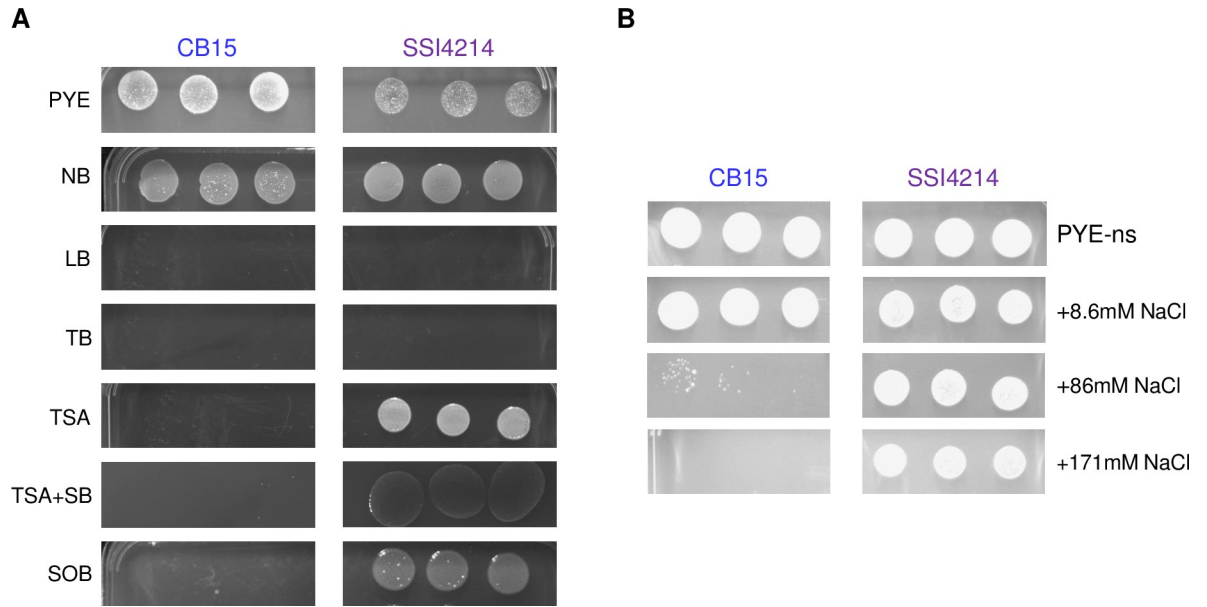 A
CB15 SSI4214
PYE
NB
LB
TB
TSA
TSA+SB
SOB
B
CB15 SSI4214
PYE-ns
+8.6mM NaCl
+86mM NaCl
+171mM NaCl